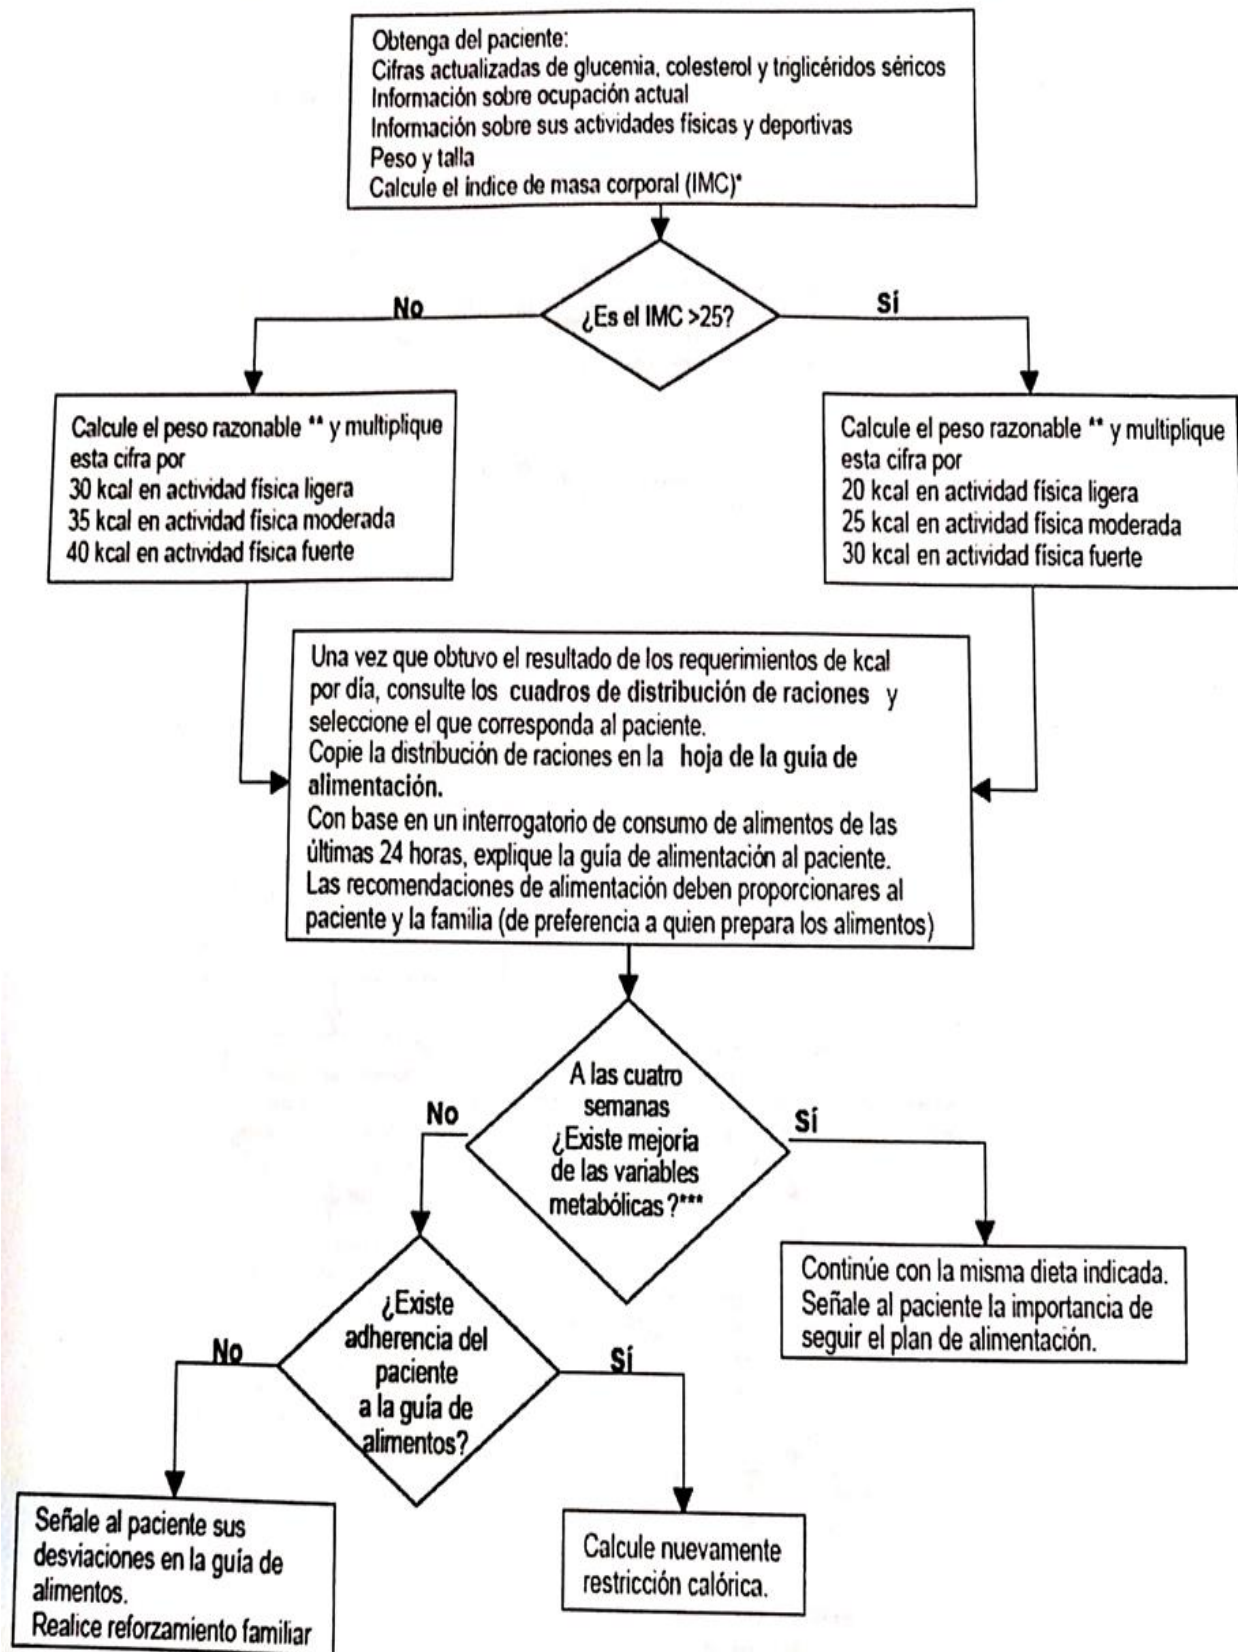 Obtenga del paciente:
Cifras actualizadas de glucemia, colesterol y triglicéridos séricos
Información sobre ocupación actual
Información sobre sus actividades físicas y deportivas
Peso y talla
Calcule el índice de masa corporal (IMC)*
No
¿Es el IMC >25?
Sí
Calcule el peso razonable ** y multiplique
esta cifra por
30 kcal en actividad física ligera
35 kcal en actividad física moderada
40 kcal en actividad física fuerte
Calcule el peso razonable ** y multiplique
esta cifra por
20 kcal en actividad física ligera
25 kcal en actividad física moderada
30 kcal en actividad física fuerte
Una vez que obtuvo el resultado de los requerimientos de kcal
por día, consulte los cuadros de distribución de raciones y
seleccione el que corresponda al paciente.
Copie la distribución de raciones en la hoja de la guía de
alimentación.
Con base en un interrogatorio de consumo de alimentos de las
últimas 24 horas, explique la guía de alimentación al paciente.
Las recomendaciones de alimentación deben proporcionares al
paciente y la familia (de preferencia a quien prepara los alimentos)
No
A las cuatro
semanas
¿Existe mejoría
de las variables
metabólicas?***
Sí
Continúe con la misma dieta indicada.
Señale al paciente la importancia de
seguir el plan de alimentación.
No
¿Existe
adherencia del
paciente
a la guía de
alimentos?
Sí
Señale al paciente sus
desviaciones en la guía de
alimentos.
Realice reforzamiento familiar
Calcule nuevamente
restricción calórica.